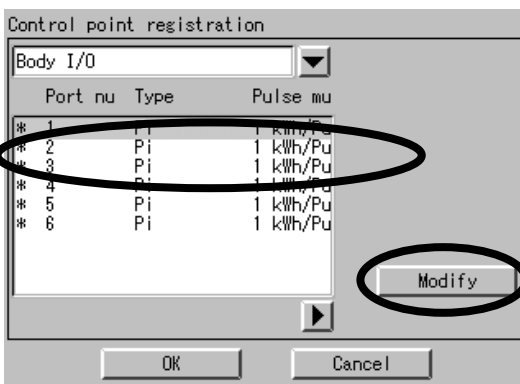 Control point registration
Body I/O
Port nu Type Pulse mu
* 1 Pi 1 kWh/Pu
* 2 Pi 1 kWh/Pu
* 3 Pi 1 kWh/Pu
* 4 Pi 1 kWh/Pu
* 5 Pi 1 kWh/Pu
* 6 Pi 1 kWh/Pu
Modify
OK Cancel